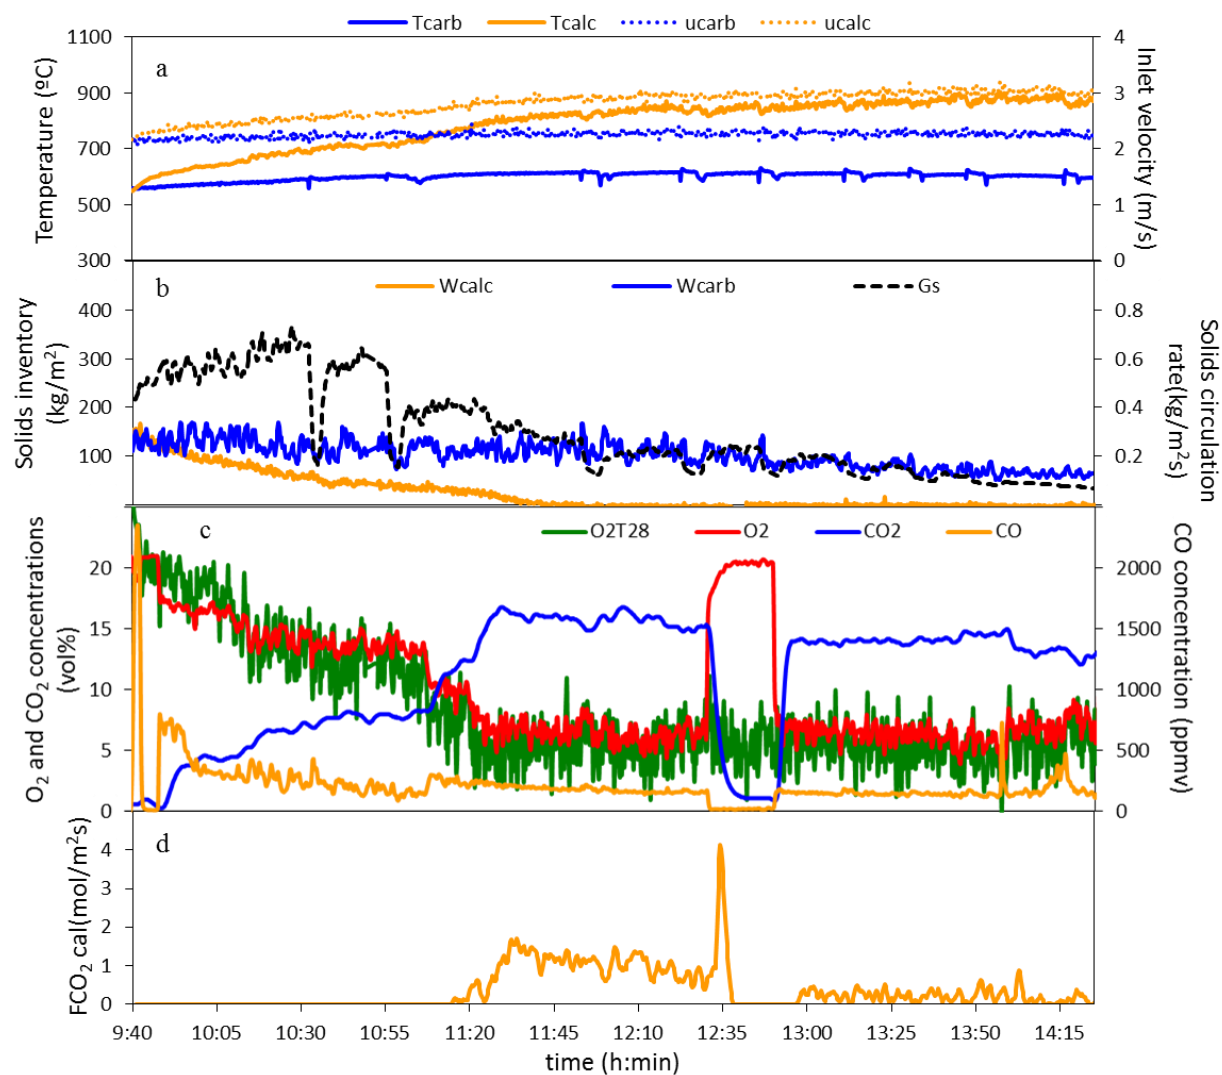 Tcarb Tcalc ucarb ucalc
a
1100
900
700
500
300
Temperature (ºC)
4
3
2
1
0
Inlet velocity (m/s)
b
Wcalc Wcarb Gs
400
300
200
100
Solids inventory
(kg/m²)
0.8
0.6
0.4
0.2
Solids circulation
rate(kg/m²s)
c
O2T28 O2 CO2 CO
20
15
10
5
0
O₂ and CO₂ concentrations
(vol%)
2000
1500
1000
500
0
CO concentration (ppmv)
d
4
3
2
1
0
FCO₂ cal(mol/m²s)
9:40 10:05 10:30 10:55 11:20 11:45 12:10 12:35 13:00 13:25 13:50 14:15
time (h:min)